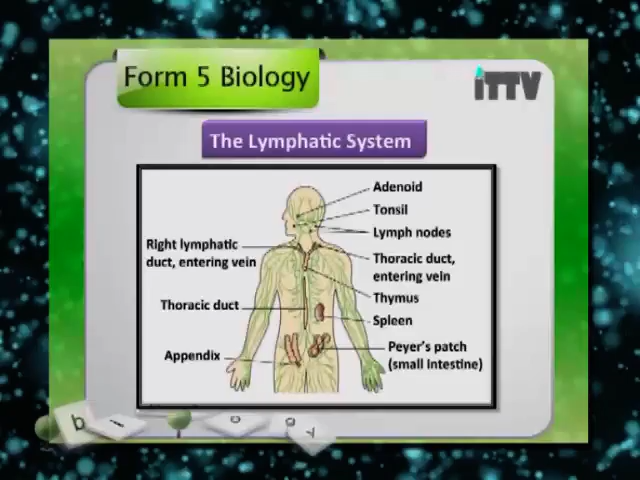 Form 5 Biology
iTTV
The Lymphatic System
Adenoid
Tonsil
Lymph nodes
Right lymphatic
duct, entering vein
Thoracic duct,
entering vein
Thymus
Thoracic duct
Spleen
Appendix
Peyer's patch
(small intestine)
b